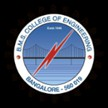 B.M.S. COLLEGE OF ENGINEERING
BANGALORE - 560 019